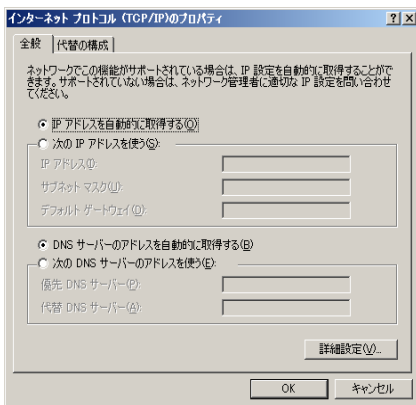 インターネット プロトコル (TCP/IP)のプロパティ
全般
代替の構成
ネットワークでこの機能がサポートされている場合は、IP 設定を自動的に取得することがで
きます。サポートされていない場合は、ネットワーク管理者に適切な IP 設定を問い合わせ
てください。
IP アドレスを自動的に取得する(O)
次の IP アドレスを使う(S):
IP アドレス(I):
サブネット マスク(U):
デフォルト ゲートウェイ(D):
DNS サーバーのアドレスを自動的に取得する(B)
次の DNS サーバーのアドレスを使う(E):
優先 DNS サーバー(P):
代替 DNS サーバー(A):
詳細設定(V)...
OK
キャンセル